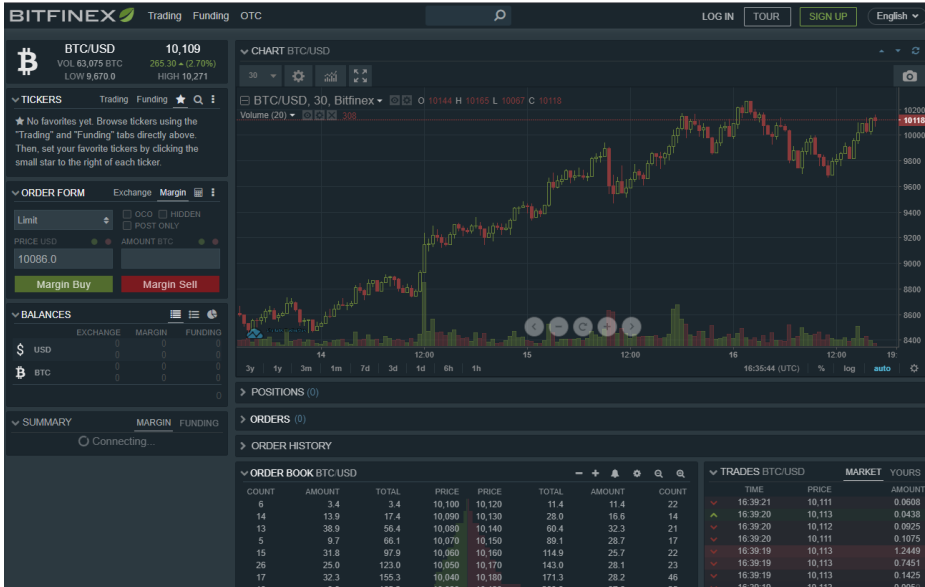 BITFINEX Trading Funding OTC LOG IN TOUR SIGN UP English
BTC/USD 10,109
VOL 63,075 BTC 265.30 (2.70%)
LOW 9,670.0 HIGH 10,271
TICKERS Trading Funding
No favorites yet. Browse tickers using the
"Trading" and "Funding" tabs directly above.
Then, set your favorite tickers by clicking the
small star to the right of each ticker.
ORDER FORM Exchange Margin
Limit OCO HIDDEN
POST ONLY
PRICE USD AMOUNT BTC
10086.0
Margin Buy Margin Sell
BALANCES
EXCHANGE MARGIN FUNDING
USD 0 0 0
0 0 0
BTC 0 0 0
0 0 0
0
SUMMARY MARGIN FUNDING
Connecting...
CHART BTC/USD
30
BTC/USD, 30, Bitfinex O 10144 H 10165 L 10067 C 10118
Volume (20) 308
10200
10118
10000
9800
9600
9400
9200
9000
8800
8600
8400
14 12:00 15 12:00 16 12:00 19:
3y 1y 3m 1m 7d 3d 1d 6h 1h 16:35:44 (UTC) % log auto
POSITIONS (0)
ORDERS (0)
ORDER HISTORY
ORDER BOOK BTC/USD
COUNT AMOUNT TOTAL PRICE PRICE TOTAL AMOUNT COUNT
6 3.4 3.4 10,100 10,120 11.4 11.4 22
14 13.9 17.4 10,090 10,130 28.0 16.6 14
13 38.9 56.4 10,080 10,140 60.4 32.3 21
5 9.7 66.1 10,070 10,150 89.1 28.7 17
15 31.8 97.9 10,060 10,160 114.9 25.7 22
26 25.0 123.0 10,050 10,170 143.0 28.1 23
17 32.3 155.3 10,040 10,180 171.3 28.2 46
TRADES BTC/USD MARKET YOURS
TIME PRICE AMOUNT
16:39:21 10,111 0.0608
16:39:20 10,113 0.0438
16:39:20 10,112 0.0925
16:39:20 10,111 0.1075
16:39:19 10,113 1.2449
16:39:19 10,113 0.7451
16:39:19 10,113 0.1425